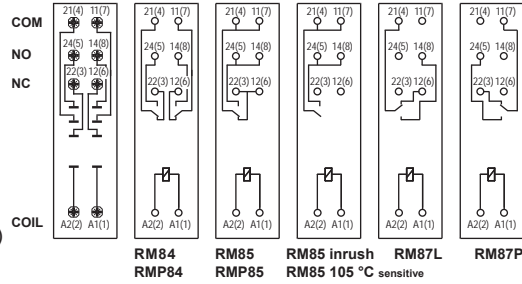 21(4) 11(7) 21(4) 11(7) 21(4) 11(7) 21(4) 11(7) 21(4) 11(7) 21(4) 11(7)
COM
NO 24(5) 14(8) 24(5) 14(8) 24(5) 14(8) 24(5) 14(8) 24(5) 14(8) 24(5) 14(8)
NC 22(3) 12(6) 22(3) 12(6) 22(3) 12(6) 22(3) 12(6) 22(3) 12(6) 22(3) 12(6)
COIL A2(2) A1(1) A2(2) A1(1) A2(2) A1(1) A2(2) A1(1) A2(2) A1(1) A2(2) A1(1)
)
RM84 RM85 RM85 inrush RM87L RM87P
RMP84 RMP85 RM85 105 °C sensitive